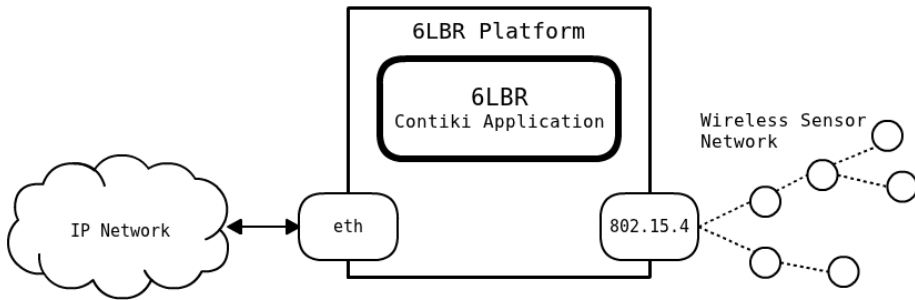 6LBR Platform
6LBR
Contiki Application
Wireless Sensor
Network
IP Network
eth
802.15.4